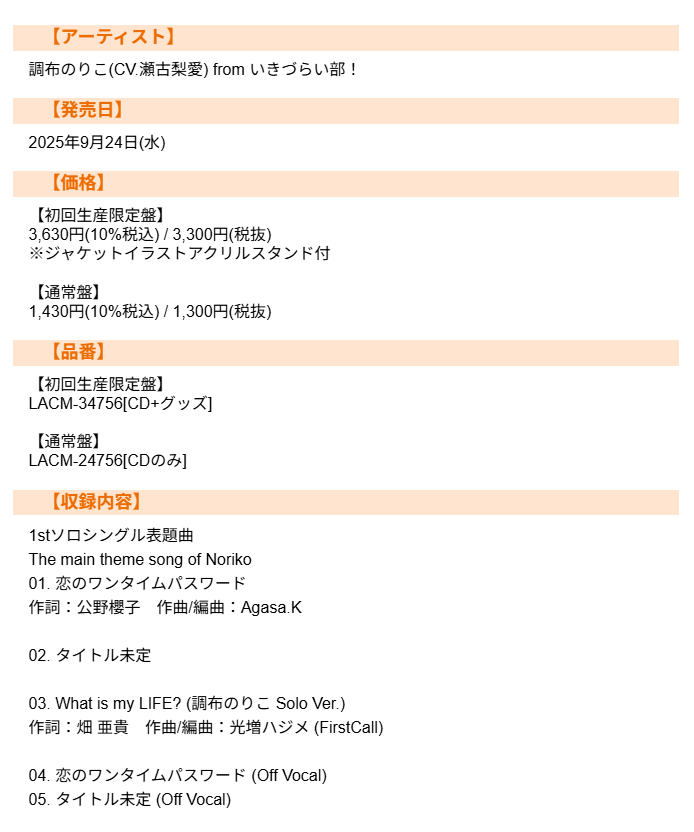 【アーティスト】
調布のりこ(CV.瀬古梨愛) from いきづらい部！
【発売日】
2025年9月24日(水)
【価格】
【初回生産限定盤】
3,630円(10%税込) / 3,300円(税抜)
※ジャケットイラストアクリルスタンド付
【通常盤】
1,430円(10%税込) / 1,300円(税抜)
【品番】
【初回生産限定盤】
LACM-34756[CD+グッズ]
【通常盤】
LACM-24756[CDのみ]
【収録内容】
1stソロシングル表題曲
The main theme song of Noriko
01. 恋のワンタイムパスワード
作詞：公野櫻子　作曲/編曲：Agasa.K
02. タイトル未定
03. What is my LIFE? (調布のりこ Solo Ver.)
作詞：畑 亜貴　作曲/編曲：光増ハジメ (FirstCall)
04. 恋のワンタイムパスワード (Off Vocal)
05. タイトル未定 (Off Vocal)